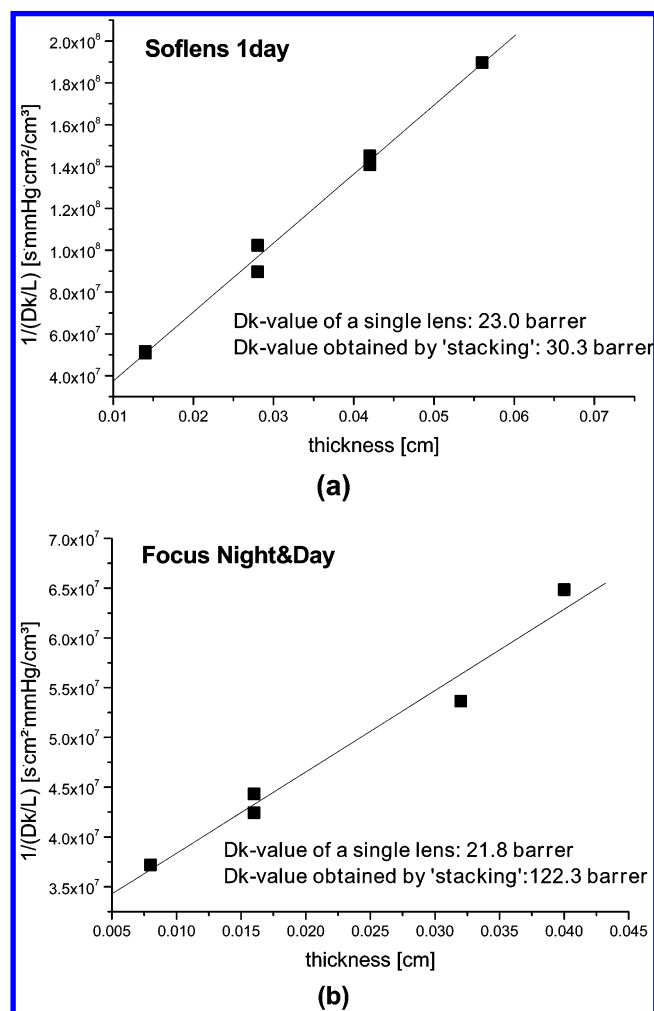 Soflens 1day
1/(Dk/L) [s·mmHg·cm²/cm³]
2.0x10⁸
1.8x10⁸
1.6x10⁸
1.4x10⁸
1.2x10⁸
1.0x10⁸
8.0x10⁷
6.0x10⁷
4.0x10⁷
Dk-value of a single lens: 23.0 barrer
Dk-value obtained by 'stacking': 30.3 barrer
0.01 0.02 0.03 0.04 0.05 0.06 0.07
thickness [cm]
(a)
Focus Night&Day
1/(Dk/L) [s·cm²·mmHg/cm³]
7.0x10⁷
6.5x10⁷
6.0x10⁷
5.5x10⁷
5.0x10⁷
4.5x10⁷
4.0x10⁷
3.5x10⁷
Dk-value of a single lens: 21.8 barrer
Dk-value obtained by 'stacking':122.3 barrer
0.005 0.010 0.015 0.020 0.025 0.030 0.035 0.040 0.045
thickness [cm]
(b)